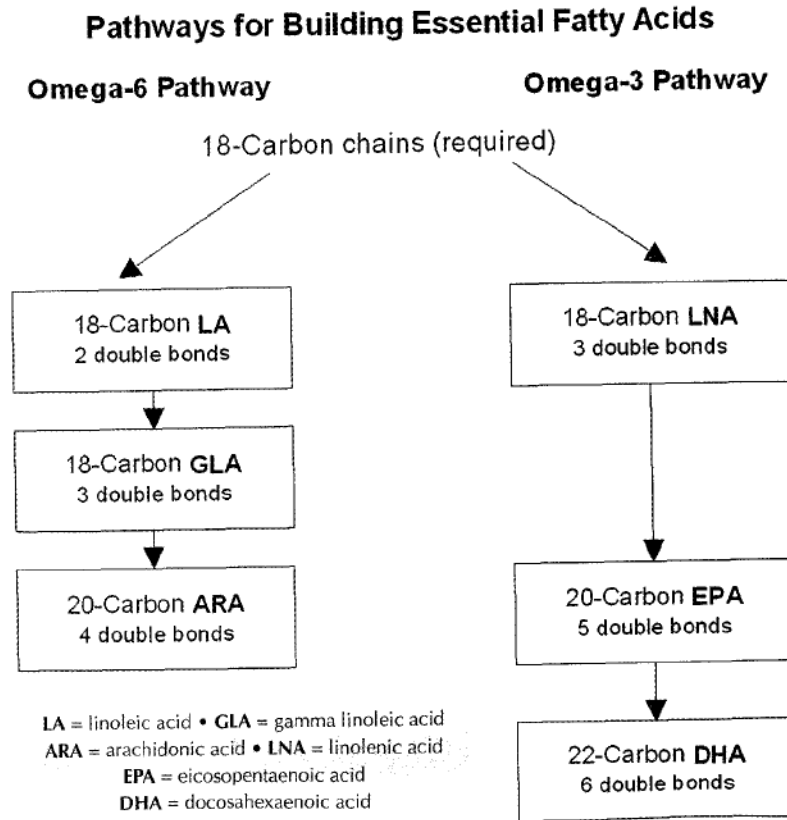 Pathways for Building Essential Fatty Acids
Omega-6 Pathway
Omega-3 Pathway
18-Carbon chains (required)
18-Carbon LA
2 double bonds
18-Carbon GLA
3 double bonds
20-Carbon ARA
4 double bonds
18-Carbon LNA
3 double bonds
20-Carbon EPA
5 double bonds
22-Carbon DHA
6 double bonds
LA = linoleic acid • GLA = gamma linoleic acid
ARA = arachidonic acid • LNA = linolenic acid
EPA = eicosopentaenoic acid
DHA = docosahexaenoic acid